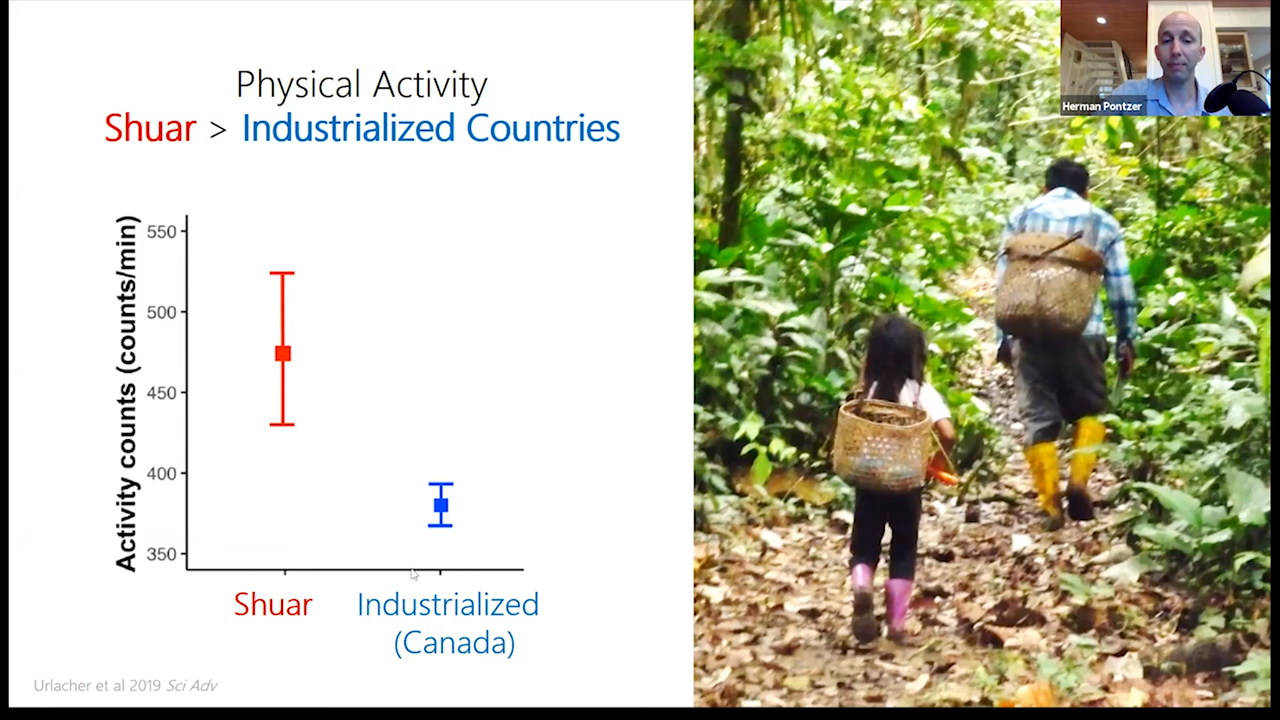 Physical Activity
Shuar > Industrialized Countries
Activity counts (counts/min)
550
500
450
400
350
Shuar
Industrialized
(Canada)
Urlacher et al 2019 Sci Adv
Herman Pontzer